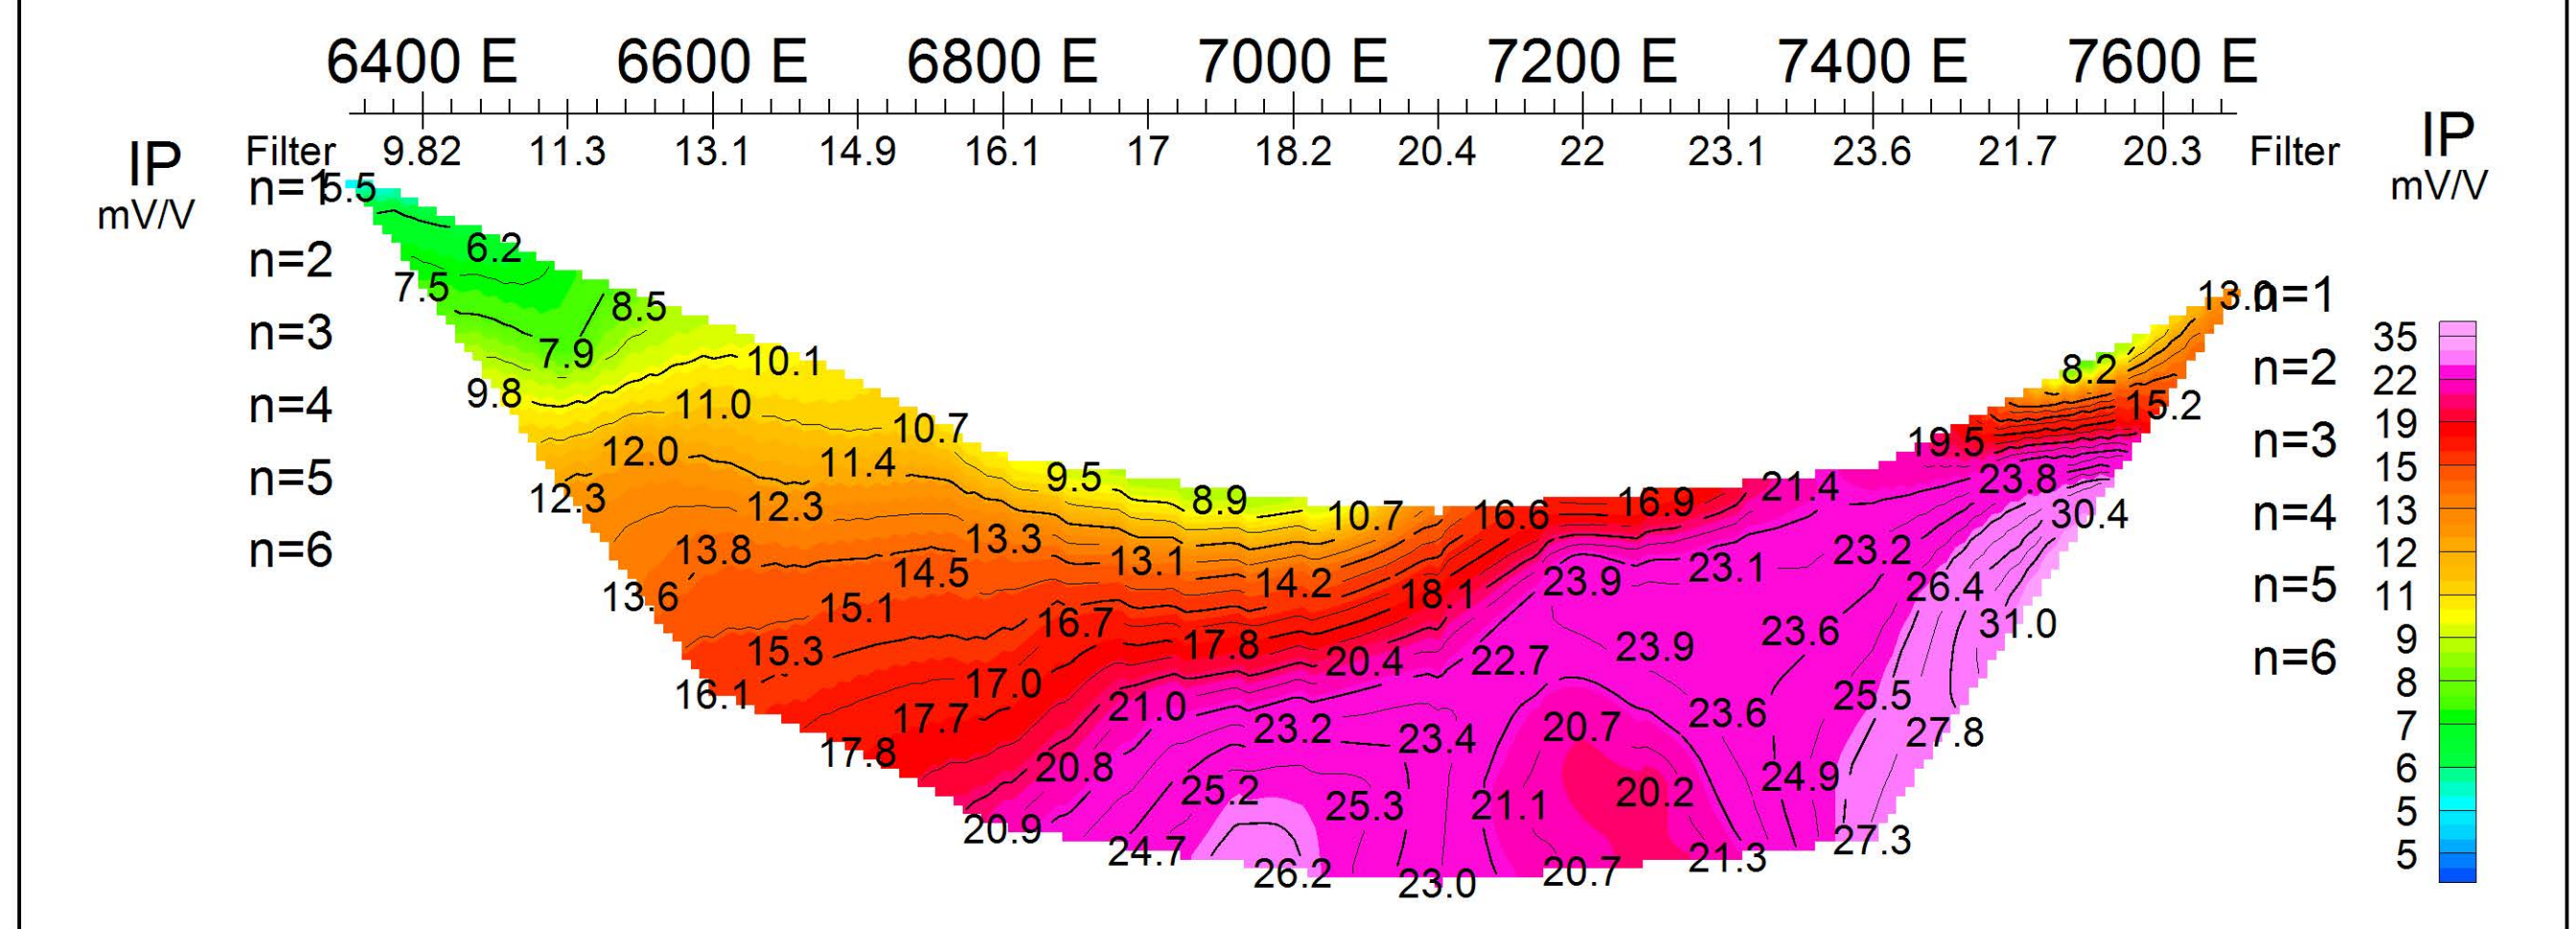 6400 E 6600 E 6800 E 7000 E 7200 E 7400 E 7600 E
IP
mV/V
Filter 9.82 11.3 13.1 14.9 16.1 17 18.2 20.4 22 23.1 23.6 21.7 20.3 Filter
IP
mV/V
n=1 5.5
6.2
n=2
7.5
13.0 n=1
8.5
n=3
7.9
10.1
8.2 n=2
9.8
n=4 11.0
15.2
10.7
19.5 n=3
12.0 11.4
n=5 9.5
23.8
21.4
12.3 12.3
8.9
16.9
10.7 16.6
30.4 n=4
13.3
n=6 13.8
13.1
23.2
14.5
14.2
23.9 23.1
26.4 n=5
13.6 15.1
18.1
16.7
31.0
23.6
15.3
17.8
20.4 22.7 23.9
n=6
16.1
17.0
25.5
17.7 21.0
23.6
23.2 23.4
20.7
27.8
17.8
20.8
24.9
25.2 25.3 21.1 20.2
20.9
24.7
27.3
21.3
26.2 23.0 20.7
35
22
19
15
13
12
11
9
8
7
6
5
5